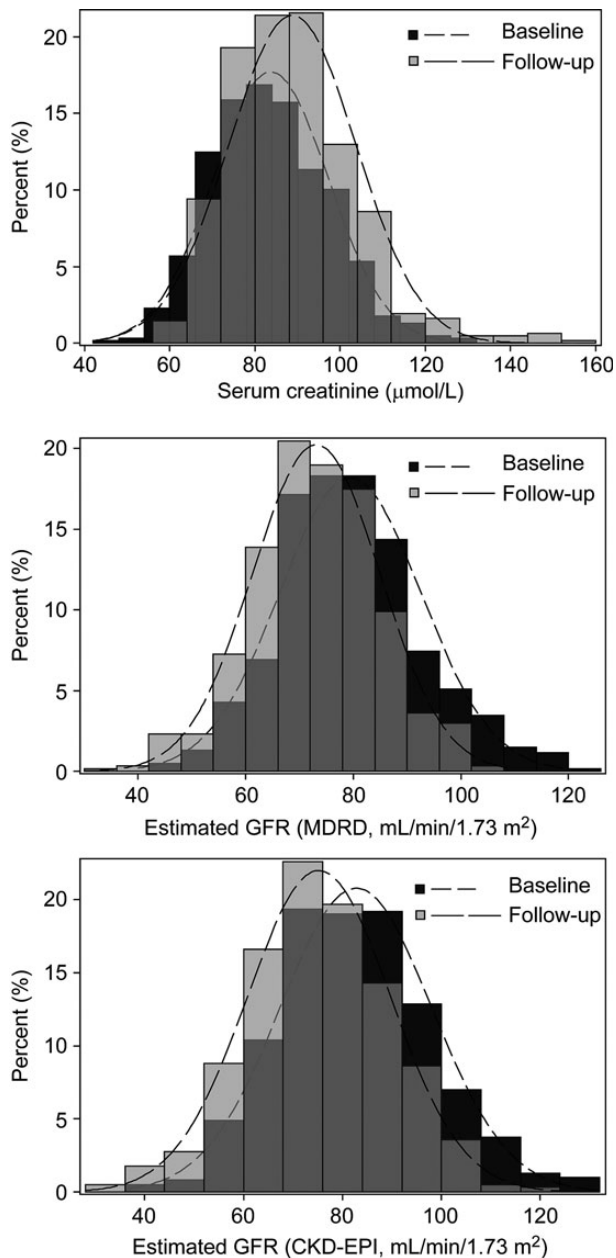 20
15
10
5
0
Percent (%)
Baseline
Follow-up
40 60 80 100 120 140 160
Serum creatinine (μmol/L)
20
15
10
5
0
Percent (%)
Baseline
Follow-up
40 60 80 100 120
Estimated GFR (MDRD, mL/min/1.73 m²)
20
15
10
5
0
Percent (%)
Baseline
Follow-up
40 60 80 100 120
Estimated GFR (CKD-EPI, mL/min/1.73 m²)